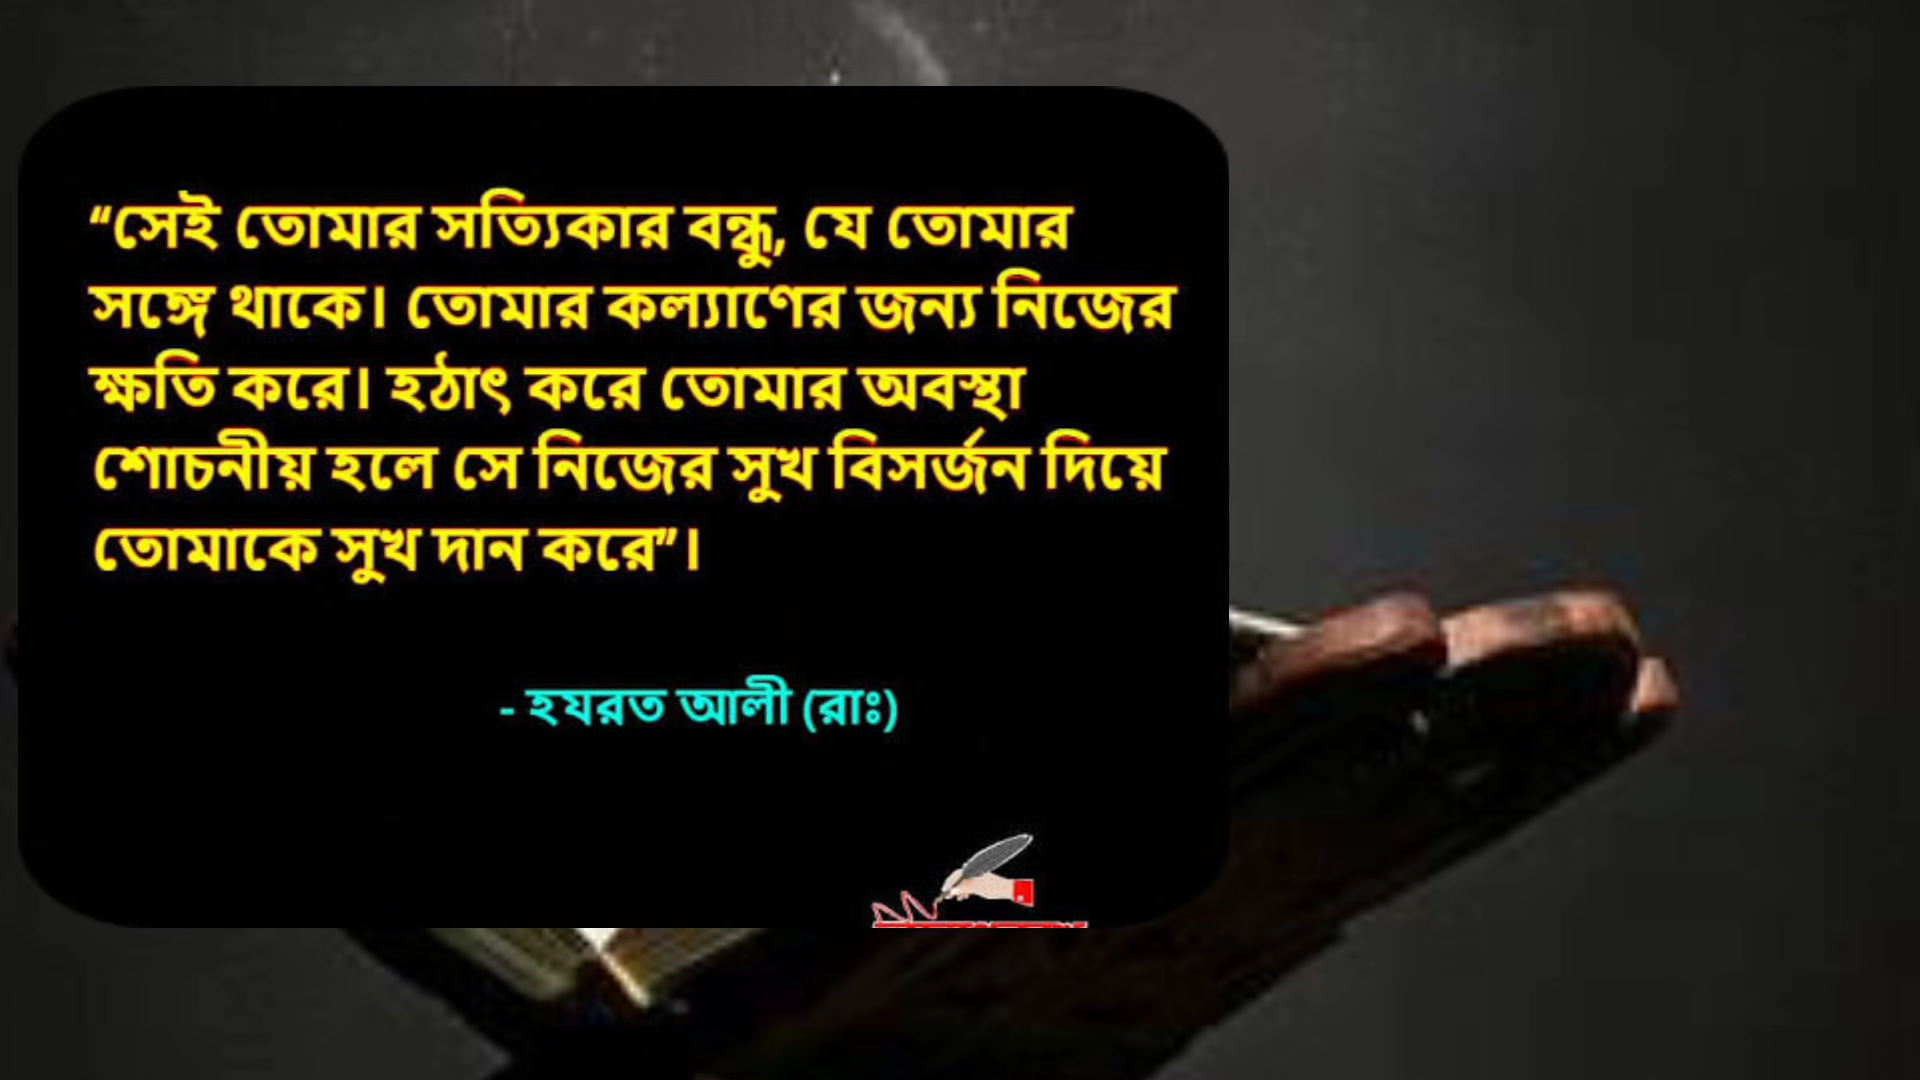 “সেই তোমার সত্যিকার বন্ধু, যে তোমার
সঙ্গে থাকে। তোমার কল্যাণের জন্য নিজের
ক্ষতি করে। হঠাৎ করে তোমার অবস্থা
শোচনীয় হলে সে নিজের সুখ বিসর্জন দিয়ে
তোমাকে সুখ দান করে”।
- হযরত আলী (রাঃ)